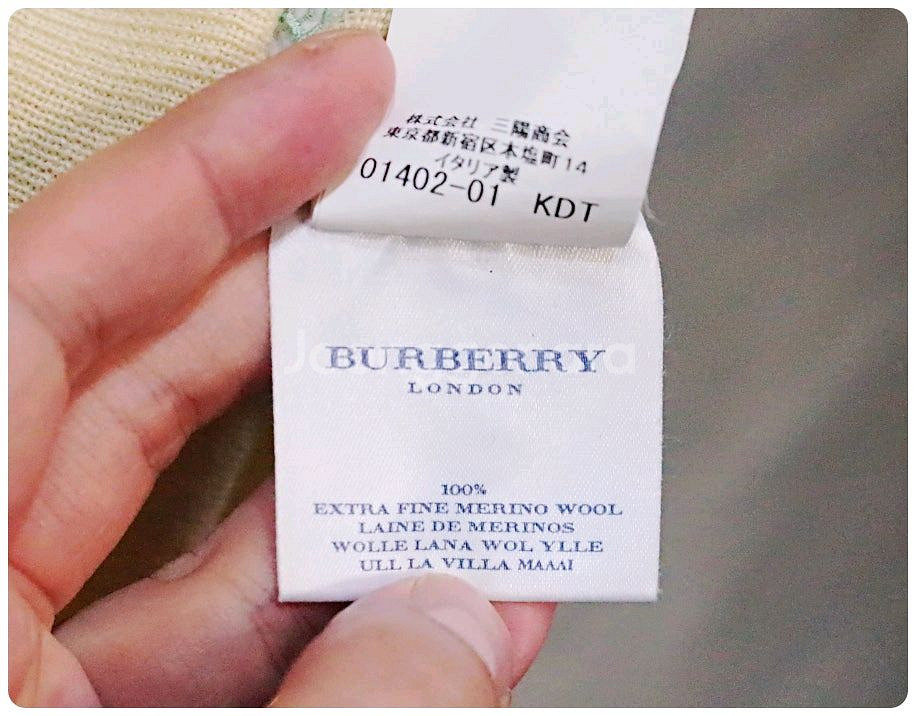 株式会社 三陽商会
東京都新宿区本塩町14
イタリア製
01402-01 KDT
BURBERRY
LONDON
100%
EXTRA FINE MERINO WOOL
LAINE DE MERINOS
WOLLE LANA WOL YLLE
ULL LA VILLA MAAAI